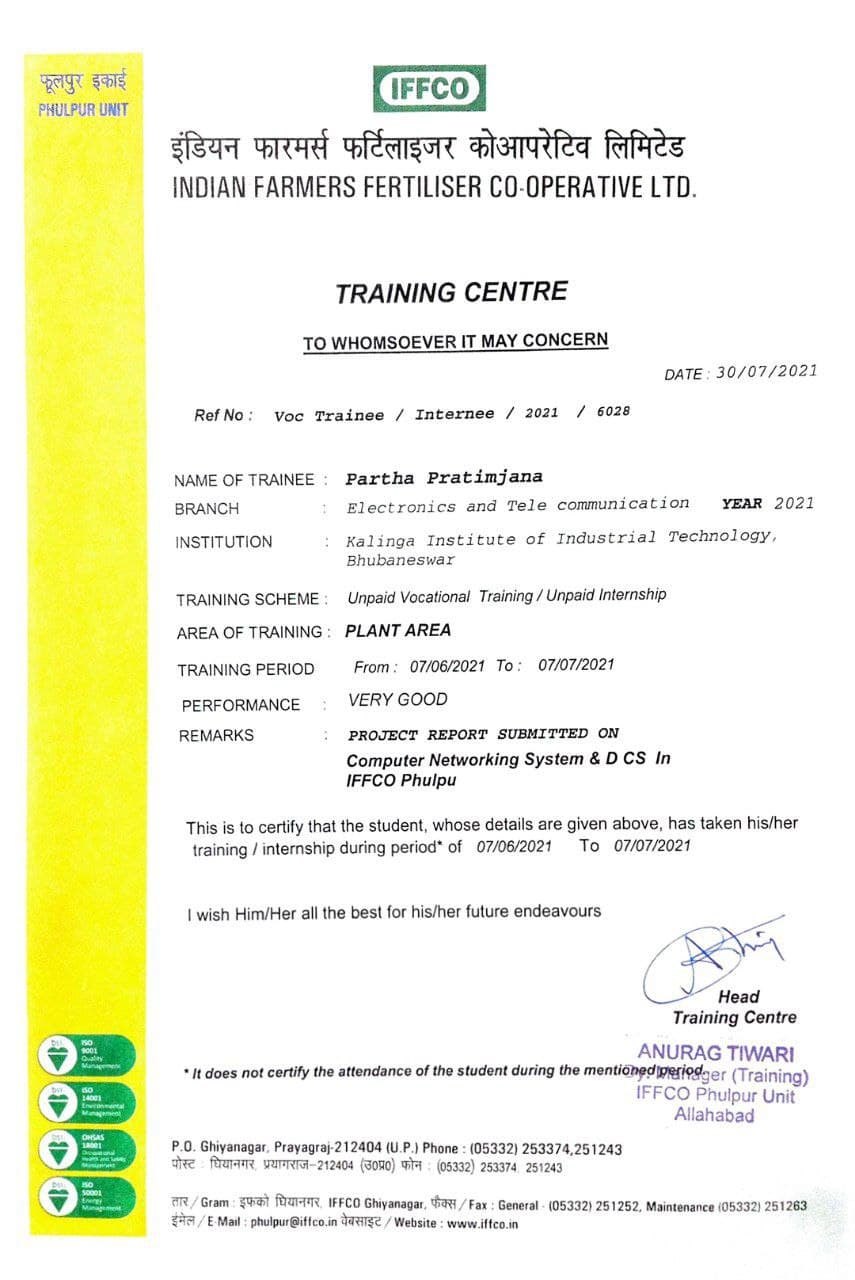 फूलपुर इकाई
PHULPUR UNIT
IFFCO
इंडियन फारमर्स फर्टिलाइजर कोआपरेटिव लिमिटेड
INDIAN FARMERS FERTILISER CO-OPERATIVE LTD.
TRAINING CENTRE
TO WHOMSOEVER IT MAY CONCERN
DATE : 30/07/2021
Ref No : Voc Trainee / Internee / 2021 / 6028
NAME OF TRAINEE : Partha Pratimjana
BRANCH : Electronics and Tele communication YEAR 2021
INSTITUTION : Kalinga Institute of Industrial Technology,
Bhubaneswar
TRAINING SCHEME : Unpaid Vocational Training / Unpaid Internship
AREA OF TRAINING : PLANT AREA
TRAINING PERIOD From : 07/06/2021 To : 07/07/2021
PERFORMANCE : VERY GOOD
REMARKS : PROJECT REPORT SUBMITTED ON
Computer Networking System & D CS In
IFFCO Phulpu
This is to certify that the student, whose details are given above, has taken his/her
training / internship during period* of 07/06/2021 To 07/07/2021
I wish Him/Her all the best for his/her future endeavours
Head
Training Centre
* It does not certify the attendance of the student during the mentioned period.
ANURAG TIWARI
Dy. Manager (Training)
IFFCO Phulpur Unit
Allahabad
bsi.
ISO
9001
Quality
Management
bsi.
ISO
14001
Environmental
Management
bsi.
OHSAS
18001
Occupational
Health and Safety
Management
bsi.
ISO
50001
Energy
Management
P.O. Ghiyanagar, Prayagraj-212404 (U.P.) Phone : (05332) 253374,251243
पोस्ट : घियानगर, प्रयागराज-212404 (उ०प्र०) फोन : (05332) 253374, 251243
तार / Gram : इफको घियानगर, IFFCO Ghiyanagar, फैक्स / Fax : General - (05332) 251252, Maintenance (05332) 251263
ईमेल / E-Mail : phulpur@iffco.in वेबसाइट / Website : www.iffco.in